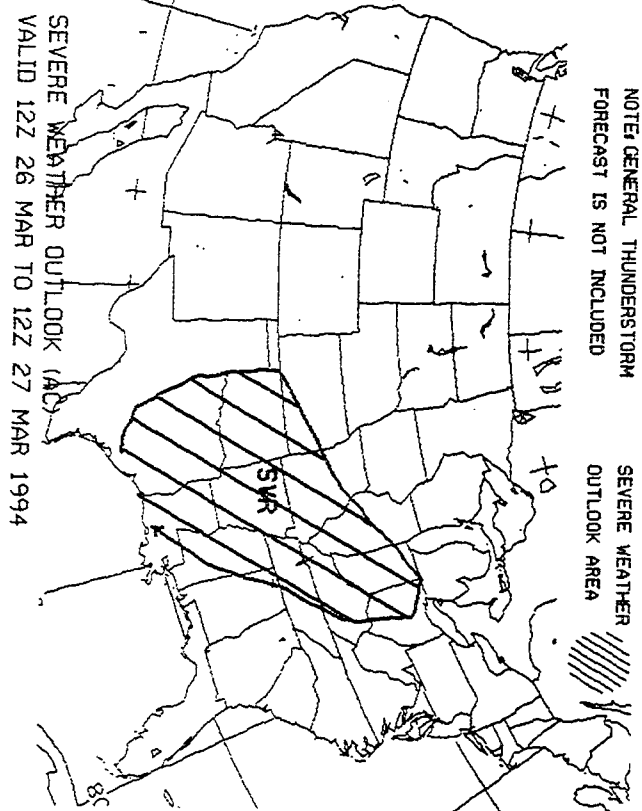 NOTE: GENERAL THUNDERSTORM
FORECAST IS NOT INCLUDED
SEVERE WEATHER
OUTLOOK AREA
SVR
SEVERE WEATHER OUTLOOK (AC)
VALID 12Z 26 MAR TO 12Z 27 MAR 1994